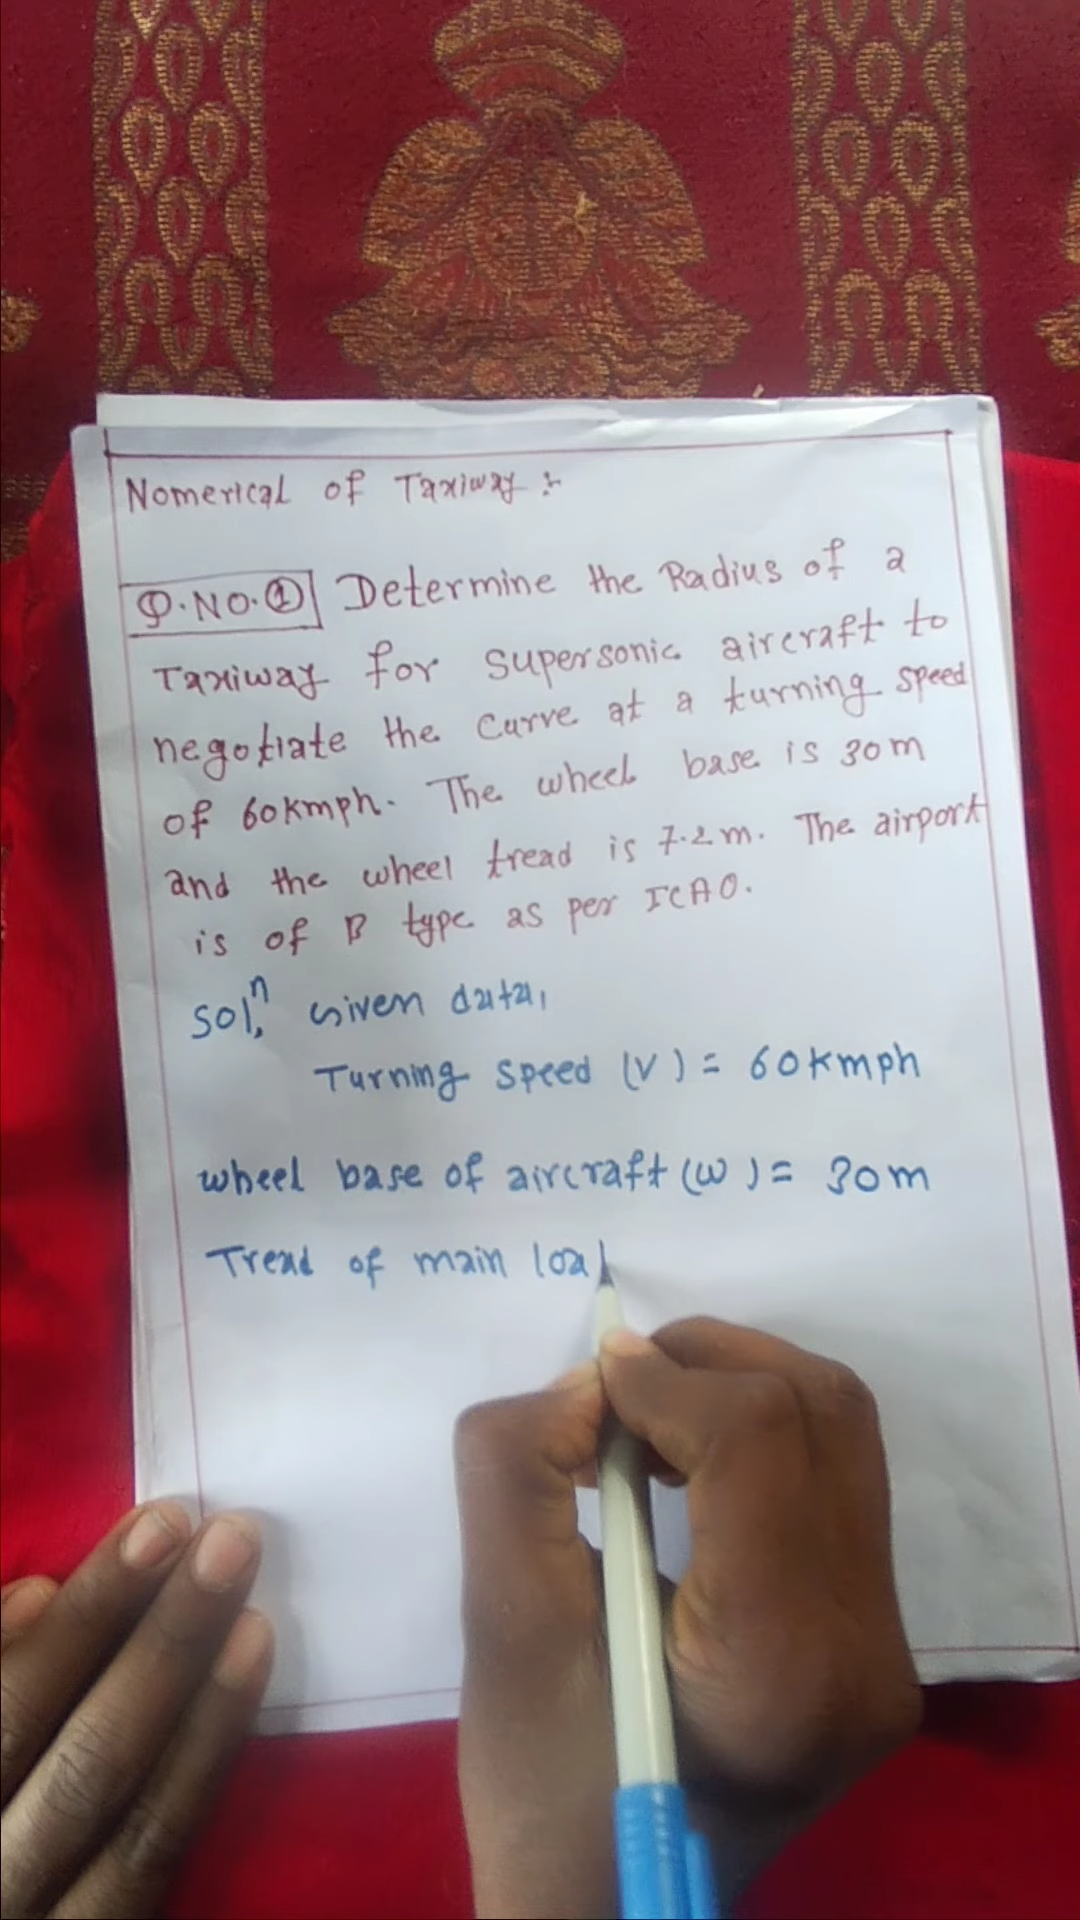 Nomerical of Taxiway :-
Q.NO.① Determine the Radius of a
Taxiway for supersonic aircraft to
negotiate the curve at a turning speed
of 60kmph. The wheel base is 30m
and the wheel tread is 7.2m. The airport
is of B type as per ICAO.
Solⁿ, Given data,
Turning speed (V) = 60kmph
wheel base of aircraft (W) = 30m
Tread of main loa